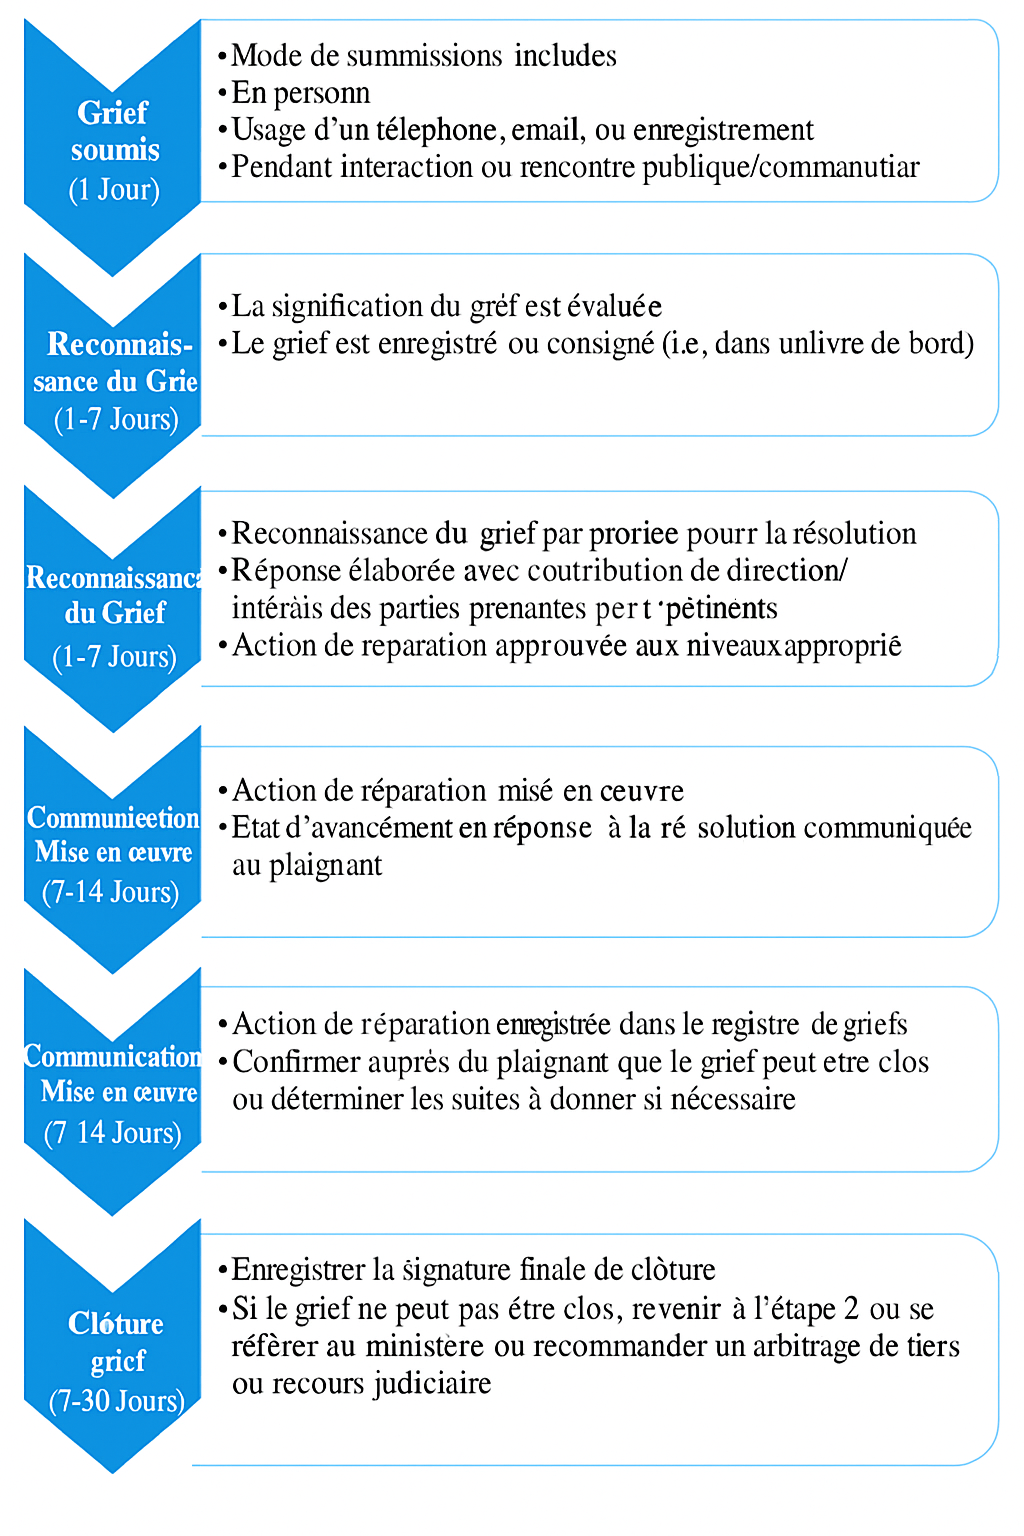 Grief
soumis
(1 Jour)
•Mode de summissions includes
•En personn
•Usage d’un télephone, email, ou enregistrement
•Pendant interaction ou rencontre publique/commanutiar
Reconnais-
sance du Grie
(1-7 Jours)
•La signification du gréf est évaluée
•Le grief est enregistré ou consigné (i.e, dans unlivre de bord)
Reconnaissanca
du Grief
(1-7 Jours)
•Reconnaissance du grief par proriee pourr la résolution
•Réponse élaborée avec coutribution de direction/
intéràis des parties prenantes per t ·pètinents
•Action de reparation approuvée aux niveaux approprié
Communieetion
Mise en œuvre
(7-14 Jours)
•Action de réparation misé en ceuvre
•Etat d’avancément en réponse à la ré solution communiquée
au plaignant
Communication
Mise en œuvre
(7 14 Jours)
•Action de réparation enregistrée dans le registre de griefs
•Confirmer auprès du plaignant que le grief peut etre clos
ou déterminer les suites à donner si nécessaire
Clóture
gricf
(7-30 Jours)
•Enregistrer la signature finale de clòture
•Si le grief ne peut pas étre clos, revenir à l’étape 2 ou se
réfèrer au ministère ou recommander un arbitrage de tiers
ou recours judiciaire